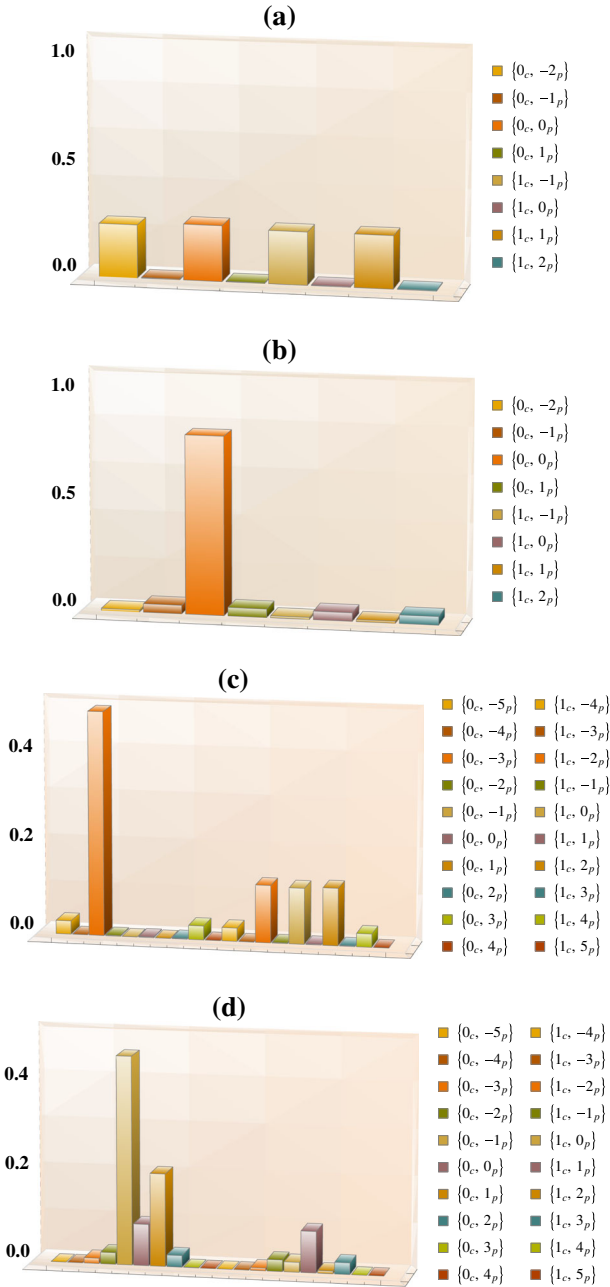 (a)
1.0
0.5
0.0
{0c, −2p}
{0c, −1p}
{0c, 0p}
{0c, 1p}
{1c, −1p}
{1c, 0p}
{1c, 1p}
{1c, 2p}
(b)
1.0
0.5
0.0
{0c, −2p}
{0c, −1p}
{0c, 0p}
{0c, 1p}
{1c, −1p}
{1c, 0p}
{1c, 1p}
{1c, 2p}
(c)
0.4
0.2
0.0
{0c, −5p} {1c, −4p}
{0c, −4p} {1c, −3p}
{0c, −3p} {1c, −2p}
{0c, −2p} {1c, −1p}
{0c, −1p} {1c, 0p}
{0c, 0p} {1c, 1p}
{0c, 1p} {1c, 2p}
{0c, 2p} {1c, 3p}
{0c, 3p} {1c, 4p}
{0c, 4p} {1c, 5p}
(d)
0.4
0.2
0.0
{0c, −5p} {1c, −4p}
{0c, −4p} {1c, −3p}
{0c, −3p} {1c, −2p}
{0c, −2p} {1c, −1p}
{0c, −1p} {1c, 0p}
{0c, 0p} {1c, 1p}
{0c, 1p} {1c, 2p}
{0c, 2p} {1c, 3p}
{0c, 3p} {1c, 4p}
{0c, 4p} {1c, 5p}